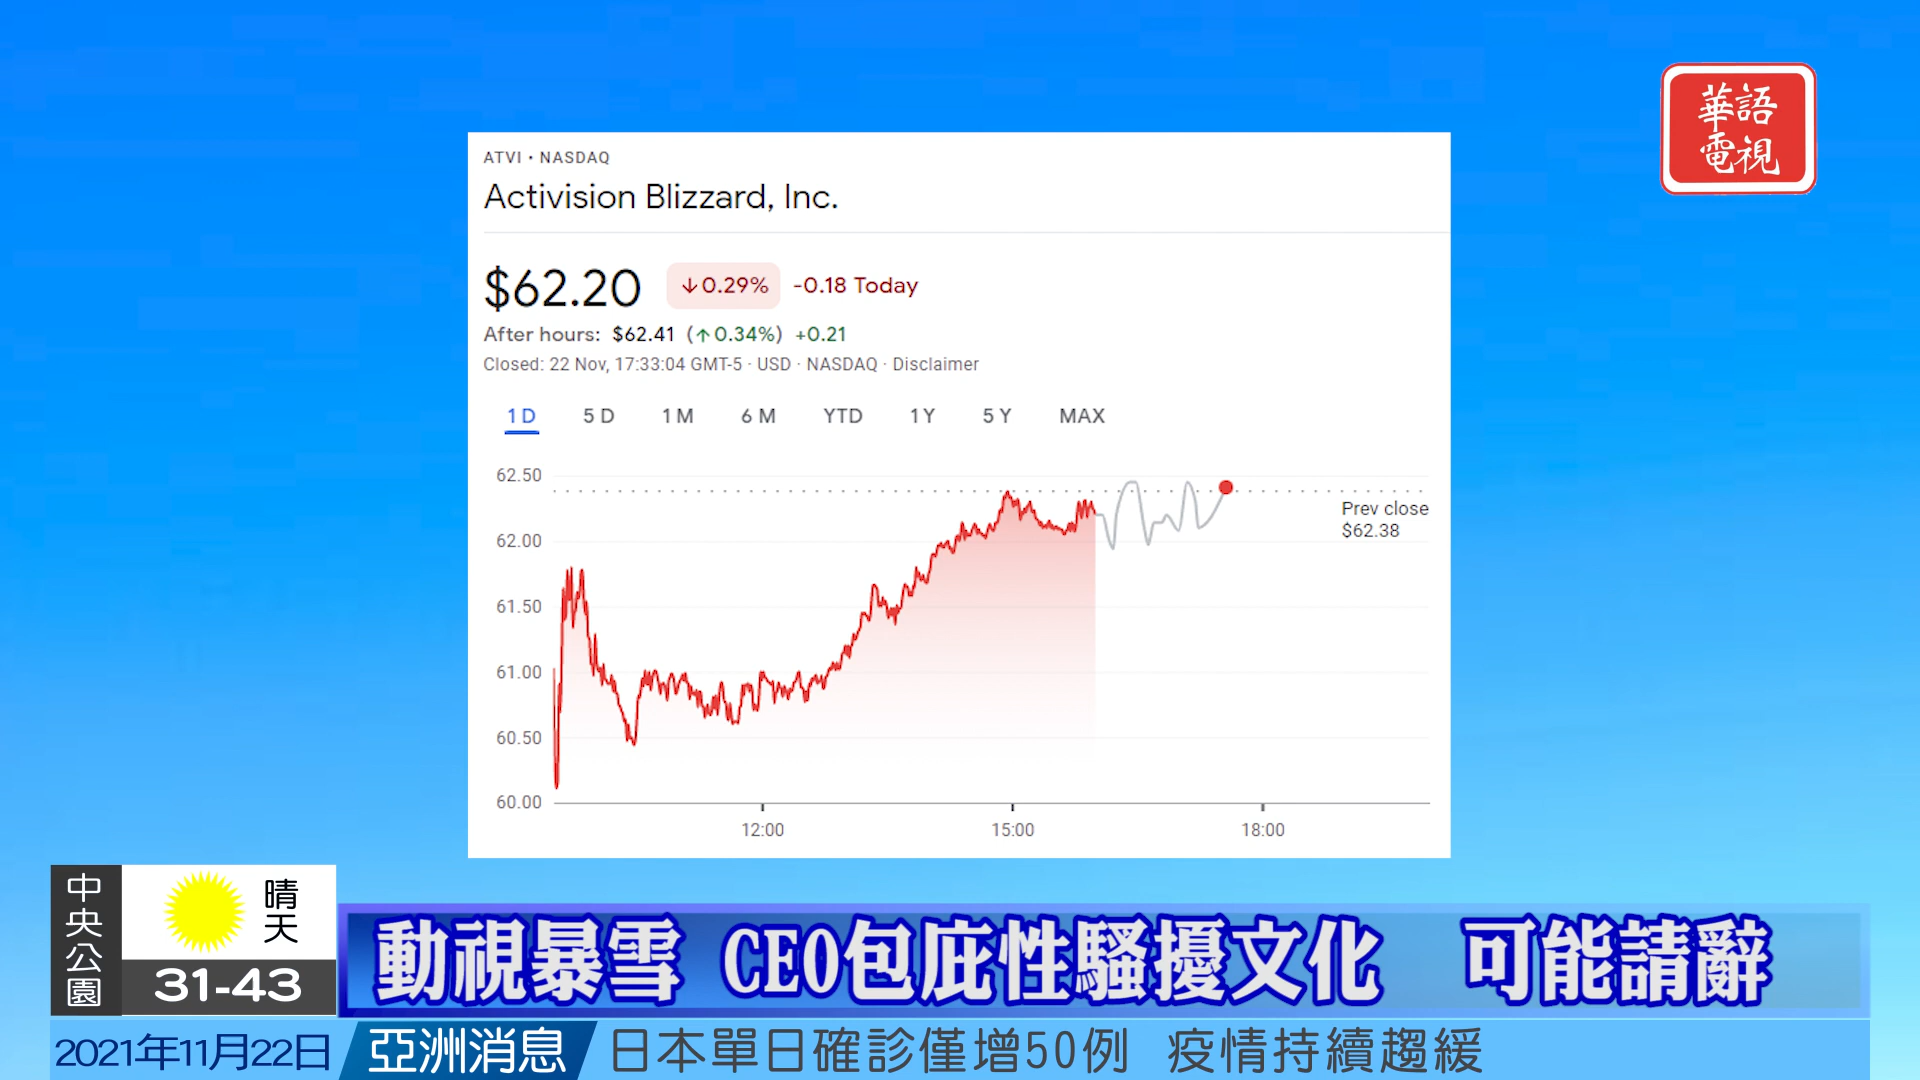 華語
電視
ATVI • NASDAQ
Activision Blizzard, Inc.
$62.20 ↓0.29% -0.18 Today
After hours: $62.41 (↑0.34%) +0.21
Closed: 22 Nov, 17:33:04 GMT-5 · USD · NASDAQ · Disclaimer
1D 5D 1M 6M YTD 1Y 5Y MAX
62.50
62.00
61.50
61.00
60.50
60.00
Prev close
$62.38
12:00 15:00 18:00
中央公園
晴天
31-43
動視暴雪 CEO包庇性騷擾文化 可能請辭
2021年11月22日 亞洲消息 日本單日確診僅增50例 疫情持續趨緩